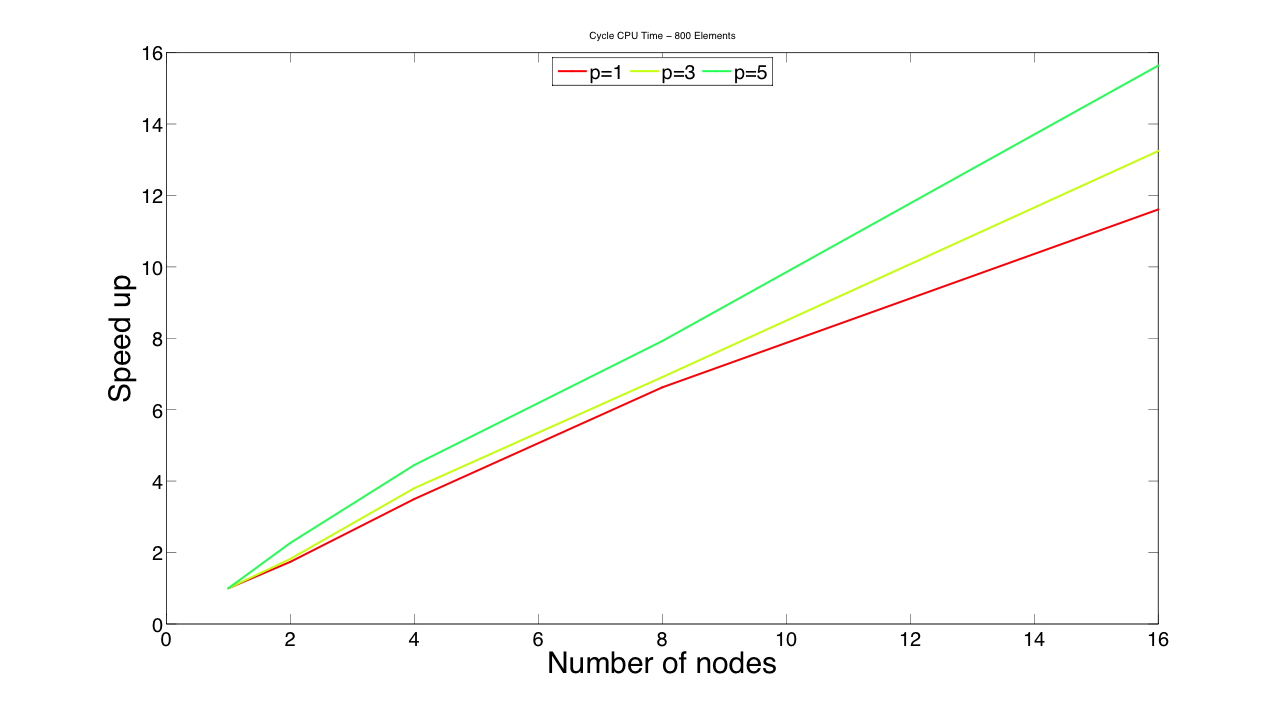 Cycle CPU Time – 800 Elements
p=1 p=3 p=5
16
14
12
10
8
6
4
2
0
Speed up
0 2 4 6 8 10 12 14 16
Number of nodes